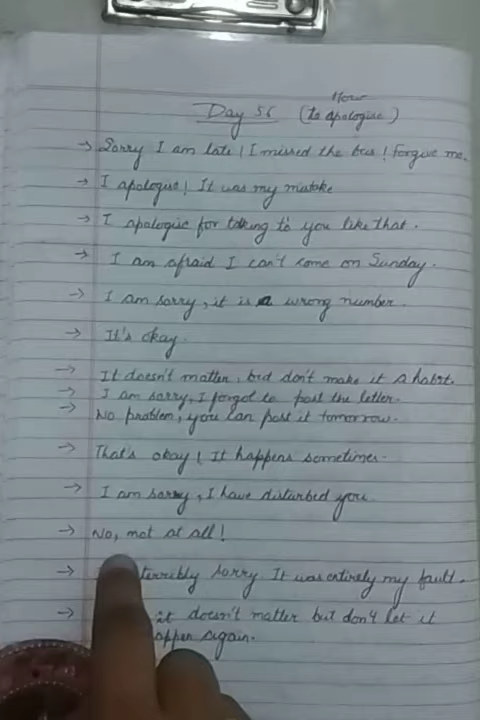 How
Day 56 (to apologise)
→ Sorry I am late! I missed the bus! Forgive me.
→ I apologise! It was my mistake
→ I apologise for talking to you like that.
→ I am afraid I can't come on Sunday.
→ I am sorry, it is a wrong number.
→ It's okay.
→ It doesn't matter, but don't make it a habit.
→ I am sorry, I forgot to post the letter.
→ No problem, you can post it tomorrow.
→ That's okay! It happens sometimes.
→ I am sorry, I have disturbed you.
→ No, not at all!
→ terribly sorry. It was entirely my fault.
→ it doesn't matter but don't let it
again.